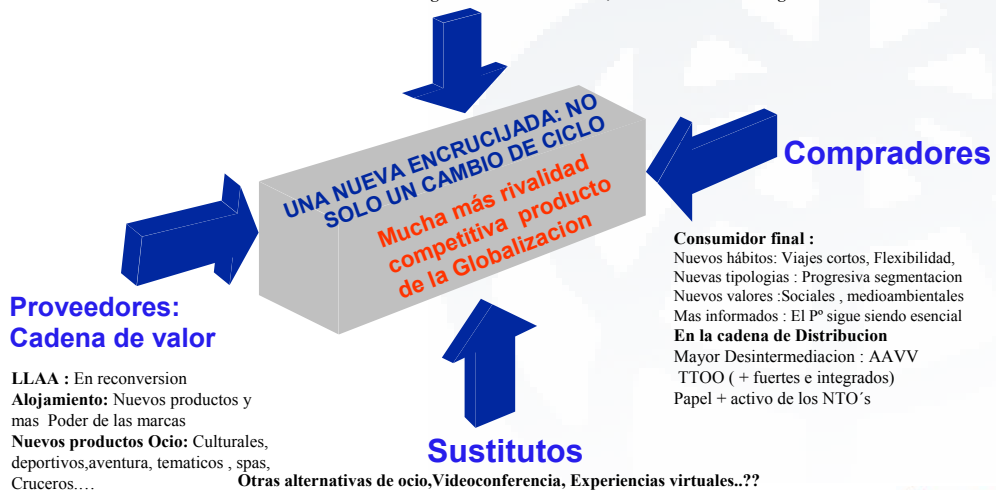 UNA NUEVA ENCRUCIJADA: NO
SOLO UN CAMBIO DE CICLO
Mucha más rivalidad
competitiva producto
de la Globalizacion
Compradores
Consumidor final :
Nuevos hábitos: Viajes cortos, Flexibilidad,
Nuevas tipologias : Progresiva segmentacion
Nuevos valores :Sociales , medioambientales
Mas informados : El Pº sigue siendo esencial
En la cadena de Distribucion
Mayor Desintermediacion : AAVV
TTOO ( + fuertes e integrados)
Papel + activo de los NTO´s
Proveedores:
Cadena de valor
LLAA : En reconversion
Alojamiento: Nuevos productos y
mas Poder de las marcas
Nuevos productos Ocio: Culturales,
deportivos,aventura, tematicos , spas,
Cruceros.…
Sustitutos
Otras alternativas de ocio,Videoconferencia, Experiencias virtuales..??